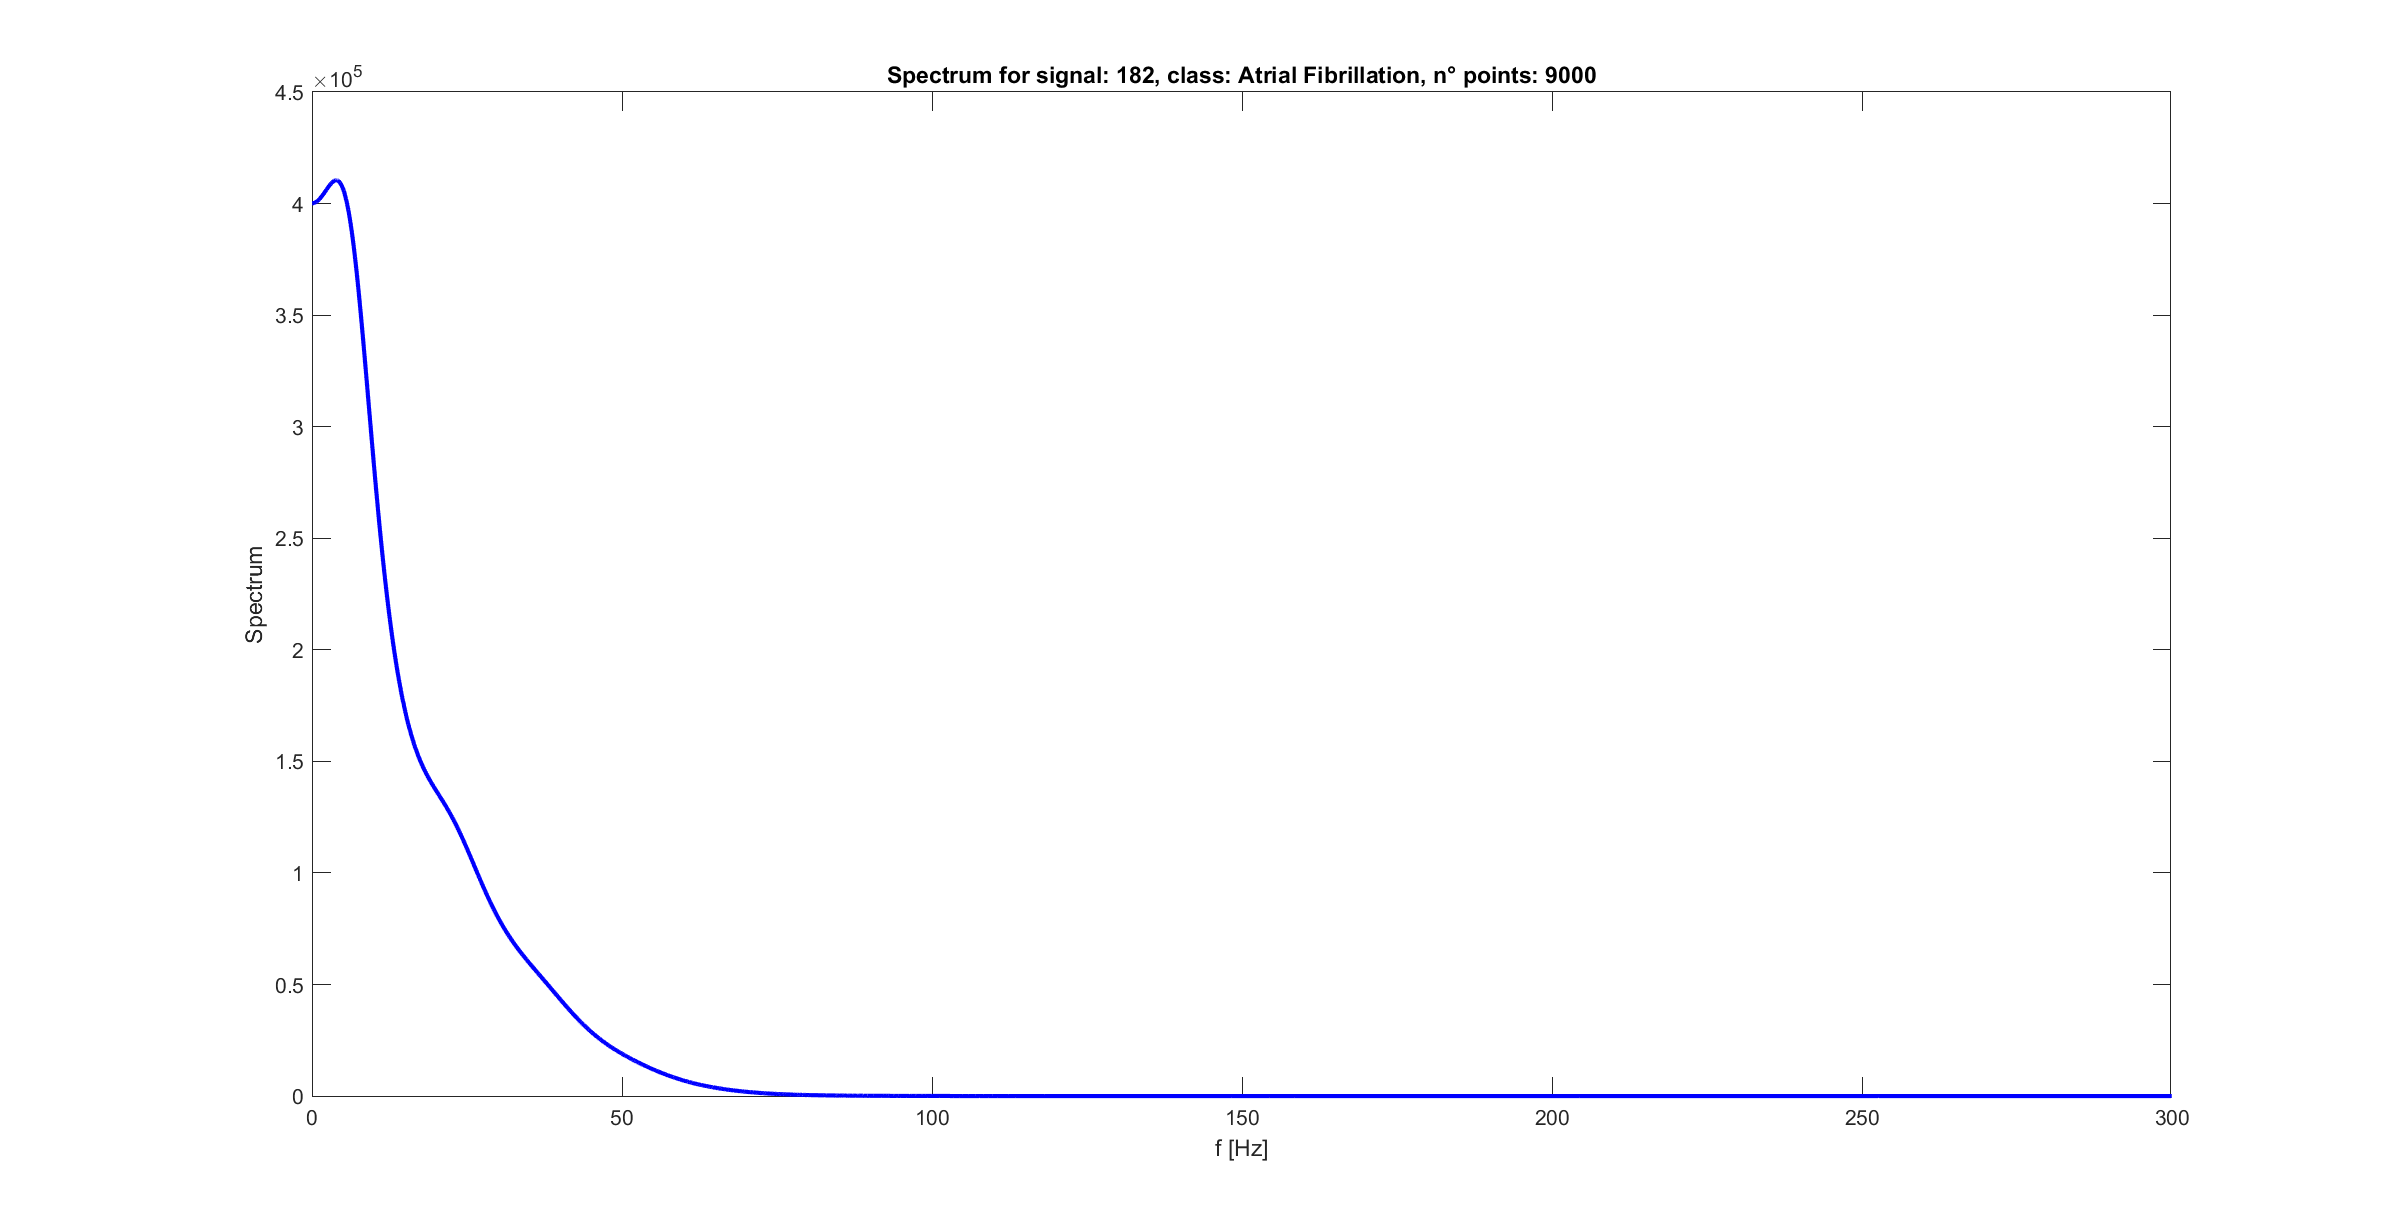 Spectrum for signal: 182, class: Atrial Fibrillation, n° points: 9000
×10⁵
4.5
4
3.5
3
2.5
2
1.5
1
0.5
0
Spectrum
0 50 100 150 200 250 300
f [Hz]